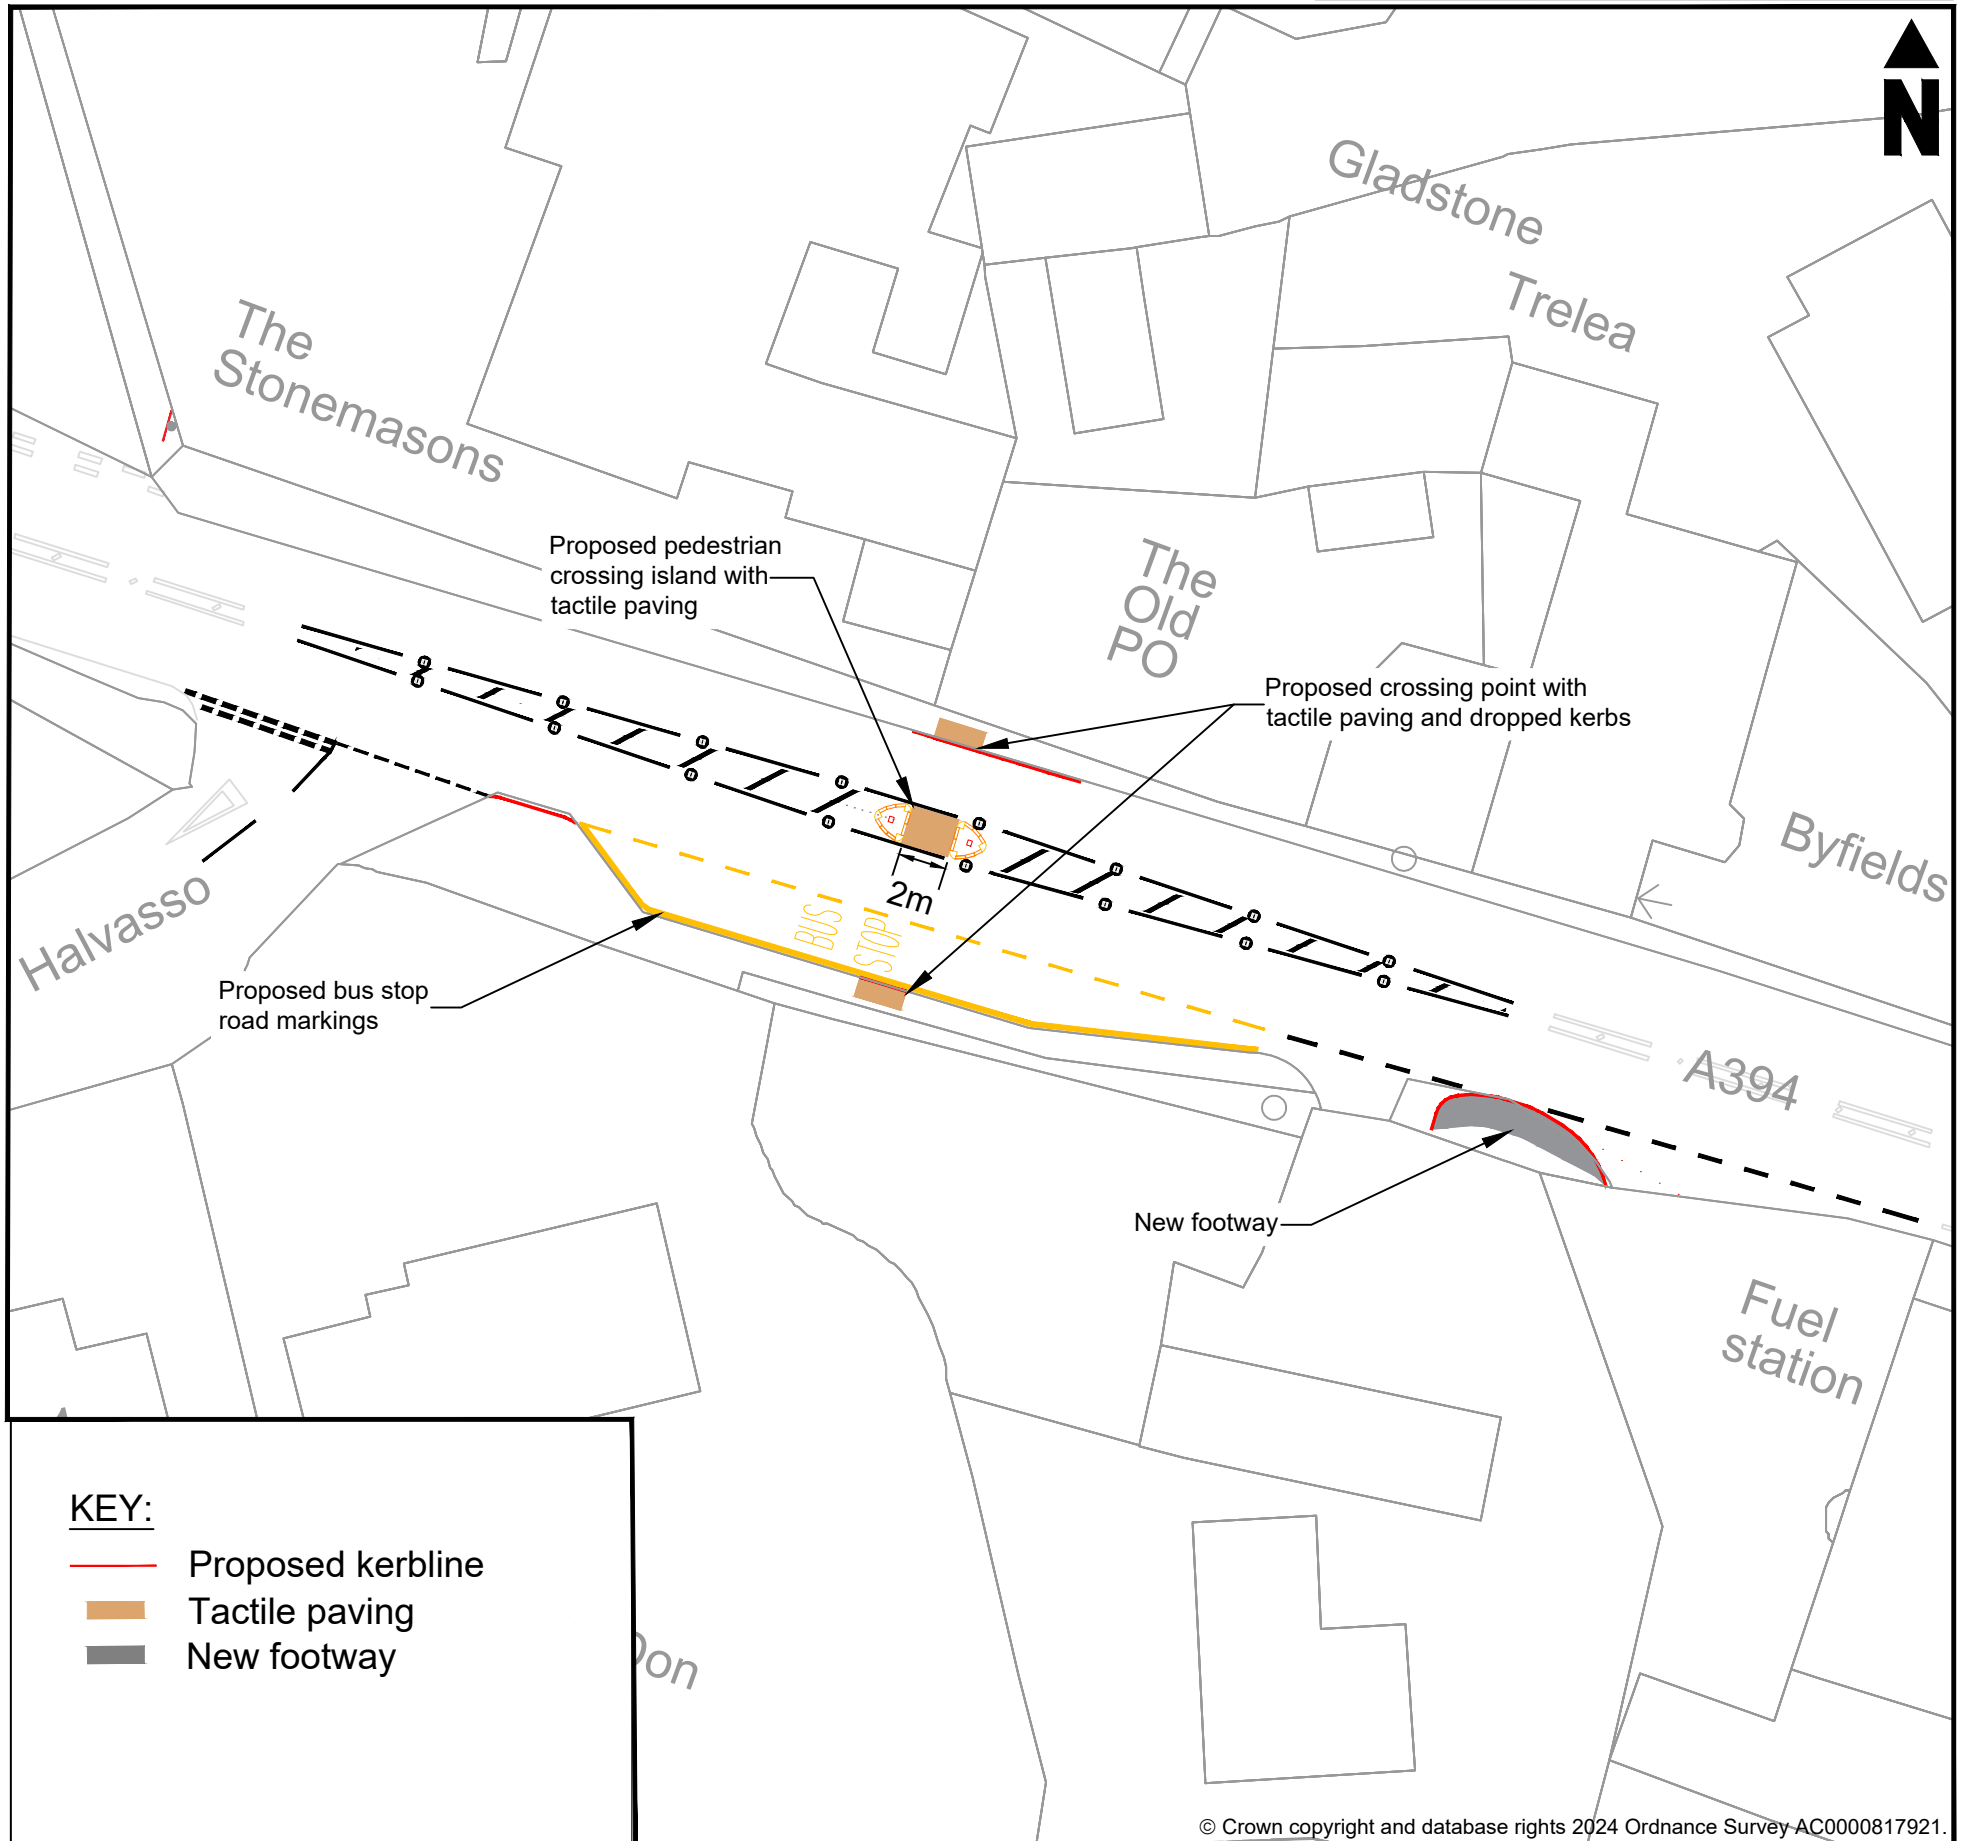 N
Gladstone
Trelea
The
Stonemasons
Proposed pedestrian
crossing island with
tactile paving
The
Old
PO
Proposed crossing point with
tactile paving and dropped kerbs
Byfields
2m
BUS
STOP
Halvasso
Proposed bus stop
road markings
A394
New footway
Fuel
station
KEY:
Proposed kerbline
Tactile paving
New footway
on
© Crown copyright and database rights 2024 Ordnance Survey AC0000817921.